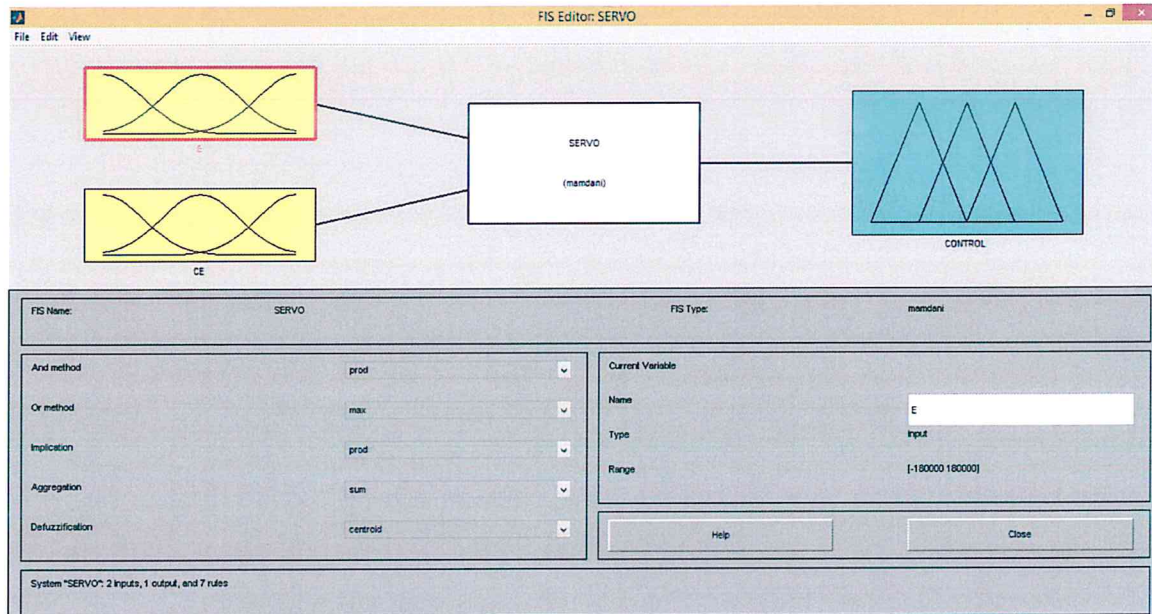 FIS Editor: SERVO
File Edit View
E
SERVO
(mamdani)
CE
CONTROL
FIS Name: SERVO FIS Type: mamdani
And method prod
Or method max
Implication prod
Aggregation sum
Defuzzification centroid
Current Variable
Name E
Type input
Range [-180000 180000]
Help Close
System "SERVO": 2 inputs, 1 output, and 7 rules